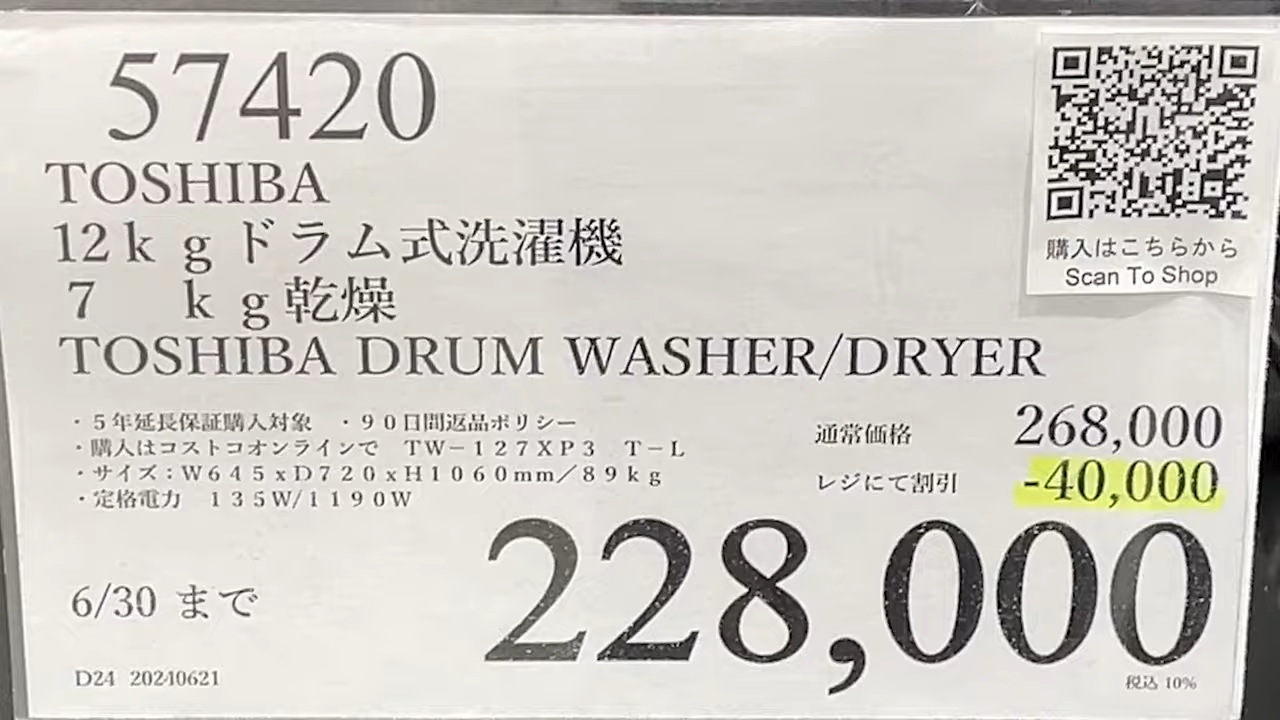 57420
TOSHIBA
12kgドラム式洗濯機
7 kg乾燥
TOSHIBA DRUM WASHER/DRYER
・5年延長保証購入対象 ・90日間返品ポリシー
・購入はコストコオンラインで TW－127XP3 T－L
・サイズ：W645xD720xH1060mm／89kg
・定格電力 135W/1190W
通常価格 268,000
レジにて割引 -40,000
228,000
6/30 まで
D24 20240621
税込 10%
購入はこちらから
Scan To Shop